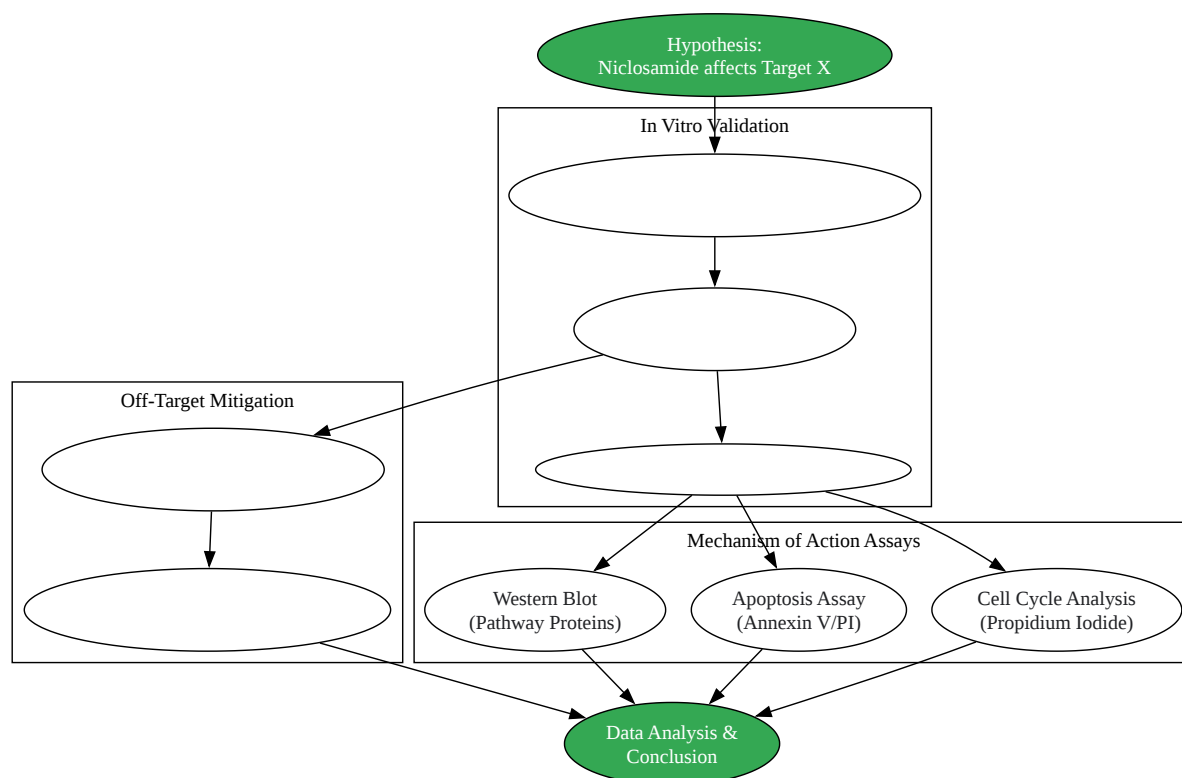 Hypothesis:
Niclosamide affects Target X
In Vitro Validation
Off-Target Mitigation
Mechanism of Action Assays
Western Blot
(Pathway Proteins)
Apoptosis Assay
(Annexin V/PI)
Cell Cycle Analysis
(Propidium Iodide)
Data Analysis &
Conclusion